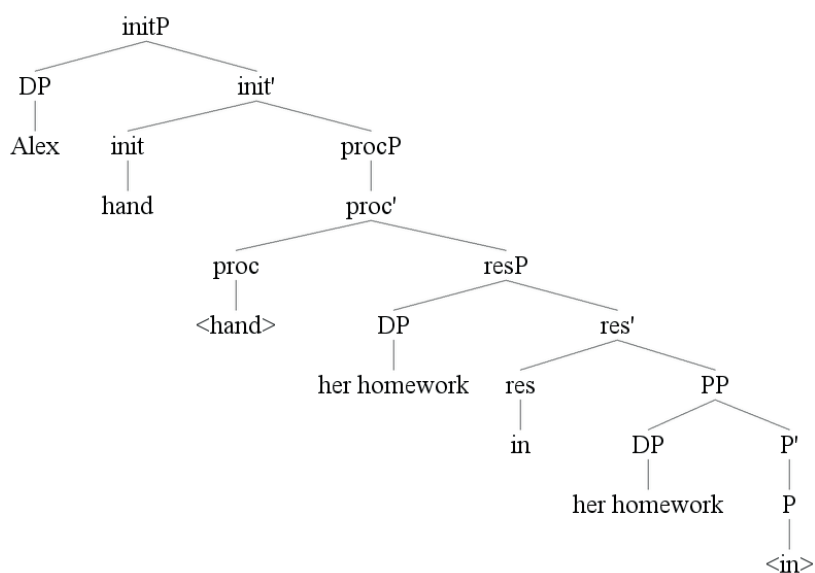 initP
DP init'
Alex init procP
hand proc'
proc resP
<hand> DP res'
her homework res PP
in DP P'
her homework P
<in>